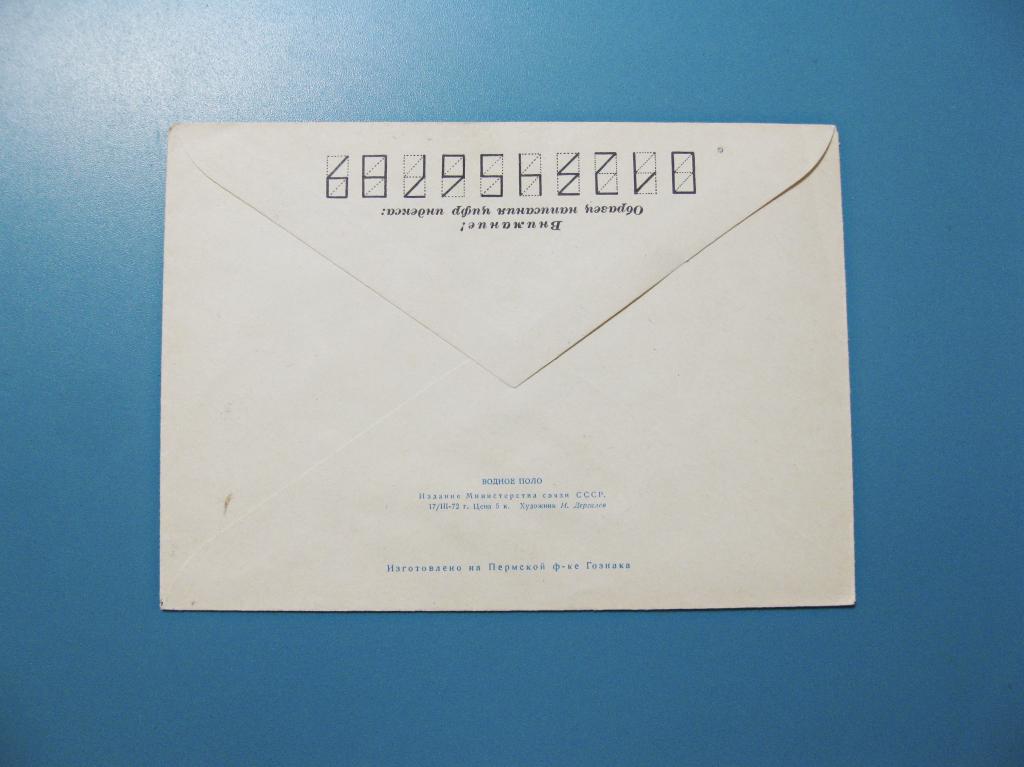 Внимание!
Образец написания цифр индекса:
0123456789
ВОДНОЕ ПОЛО
Издание Министерства связи СССР.
17/III-72 г. Цена 5 к. Художник И. Дергилев
Изготовлено на Пермской ф-ке Гознака